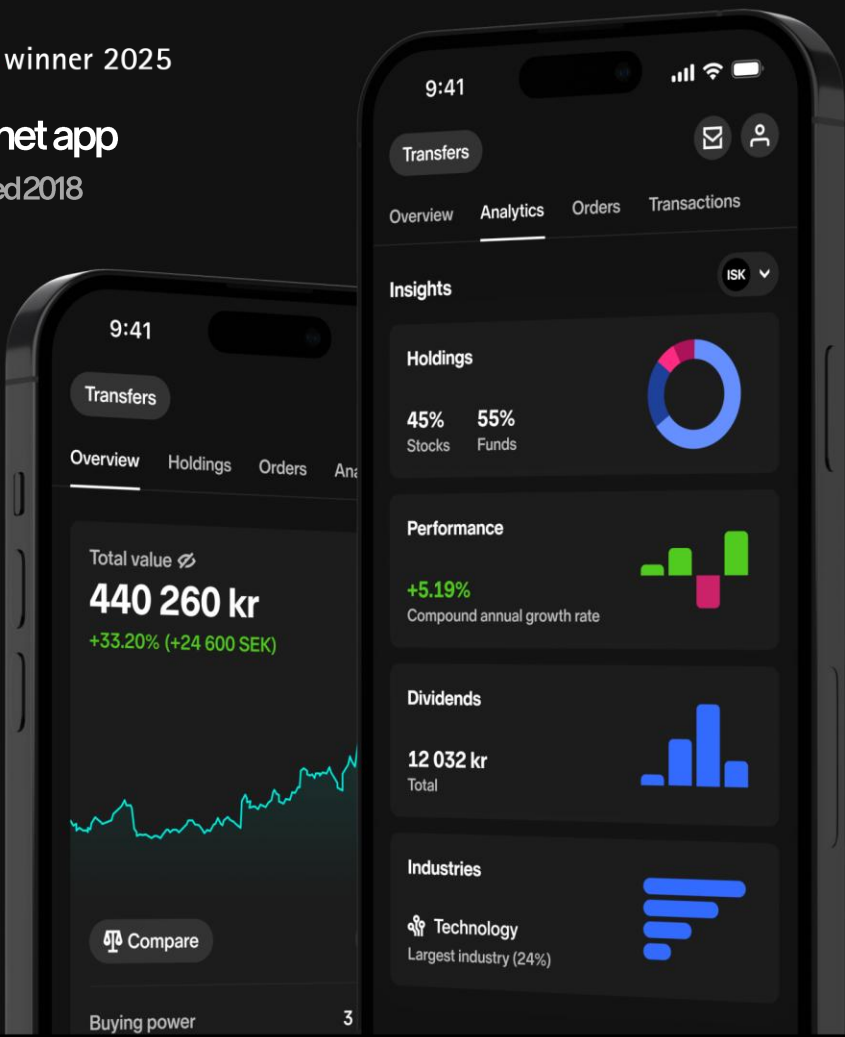 winner 2025
net app
ed 2018
9:41
Transfers
Overview Holdings Orders Ana
Total value
440 260 kr
+33.20% (+24 600 SEK)
Compare
Buying power 3
9:41
Transfers
Overview Analytics Orders Transactions
Insights
ISK
Holdings
45% 55%
Stocks Funds
Performance
+5.19%
Compound annual growth rate
Dividends
12 032 kr
Total
Industries
Technology
Largest industry (24%)